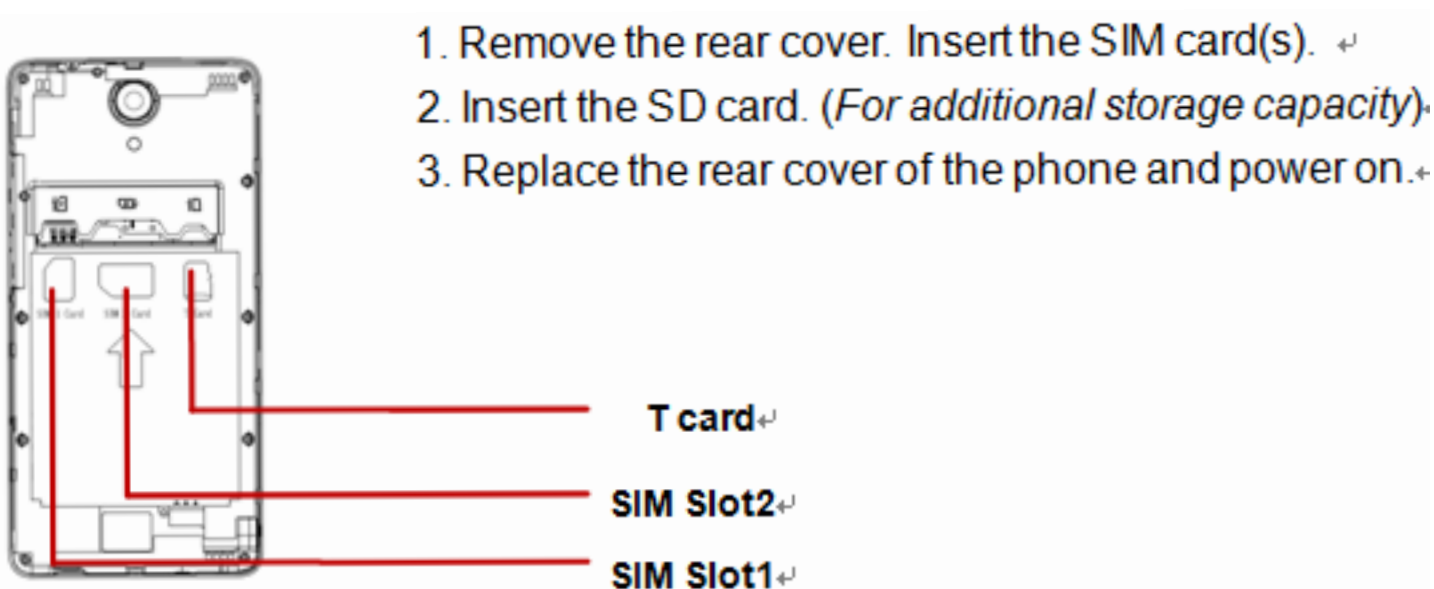 1. Remove the rear cover. Insert the SIM card(s).
2. Insert the SD card. (For additional storage capacity)
3. Replace the rear cover of the phone and power on.
T card
SIM Slot2
SIM Slot1